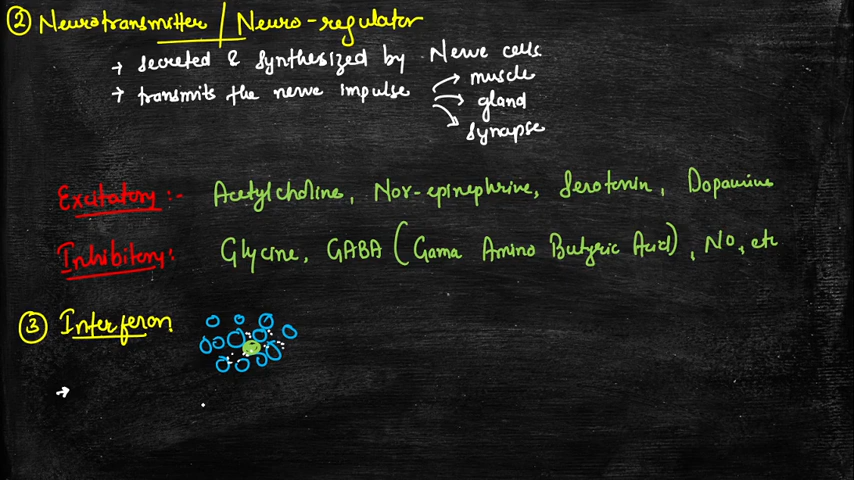 ② Neurotransmitter / Neuro-regulator
→ secreted & synthesized by Nerve cells
→ transmits the nerve impulse → muscle
→ gland
→ synapse
Excitatory :- Acetylcholine, Nor-epinephrine, Serotonin, Dopamine
Inhibitory: Glycine, GABA (Gama Amino Butyric Acid), NO, etc
③ Interferon
→